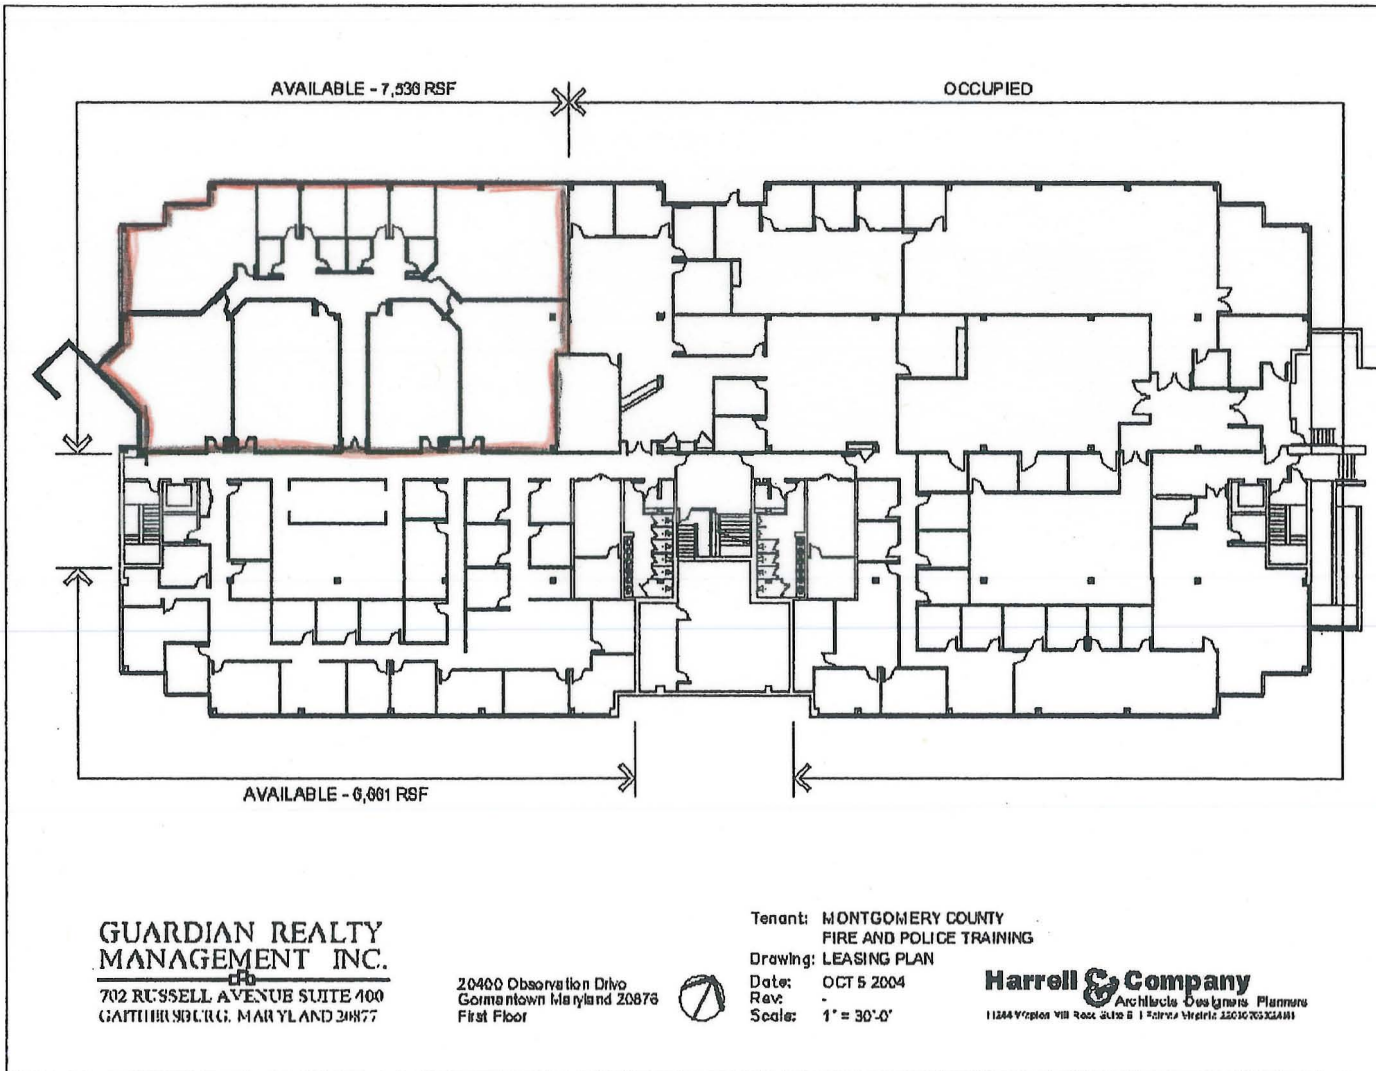 AVAILABLE - 7,536 RSF
OCCUPIED
AVAILABLE - 6,661 RSF
GUARDIAN REALTY
MANAGEMENT INC.
702 RUSSELL AVENUE SUITE 400
GAITHERSBURG, MARYLAND 20877
20400 Observation Drive
Germantown Maryland 20876
First Floor
Tenant: MONTGOMERY COUNTY
FIRE AND POLICE TRAINING
Drawing: LEASING PLAN
Date: OCT 5 2004
Rev: -
Scale: 1" = 30'-0"
Harrell & Company
Architects Designers Planners